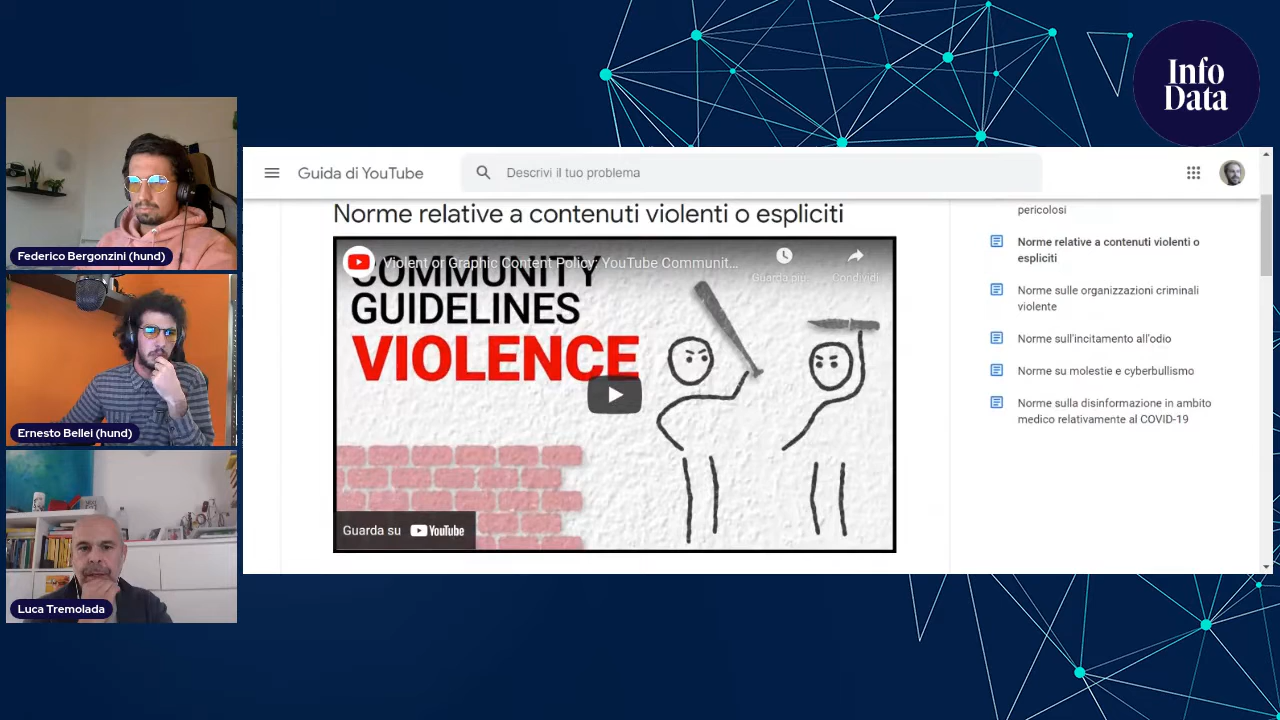 Info
Data
Federico Bergonzini (hund)
Ernesto Bellei (hund)
Luca Tremolada
Guida di YouTube
Descrivi il tuo problema
Norme relative a contenuti violenti o espliciti
Violent or Graphic Content Policy: YouTube Communit...
Guarda più
Condividi
COMMUNITY
GUIDELINES
VIOLENCE
Guarda su YouTube
pericolosi
Norme relative a contenuti violenti o
espliciti
Norme sulle organizzazioni criminali
violente
Norme sull'incitamento all'odio
Norme su molestie e cyberbullismo
Norme sulla disinformazione in ambito
medico relativamente al COVID-19